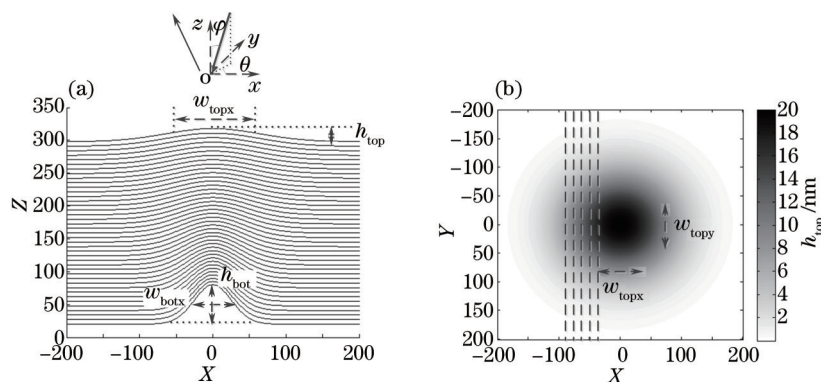 z
φ
y
θ
O
x
(a)
w_topx
h_top
350
300
250
200
150
100
50
0
Z
h_bot
w_botx
−200
−100
0
100
200
X
(b)
−200
−150
−100
−50
0
50
100
150
200
Y
w_topy
w_topx
−200
−100
0
100
200
X
20
18
16
14
12
10
8
6
4
2
h_top /nm